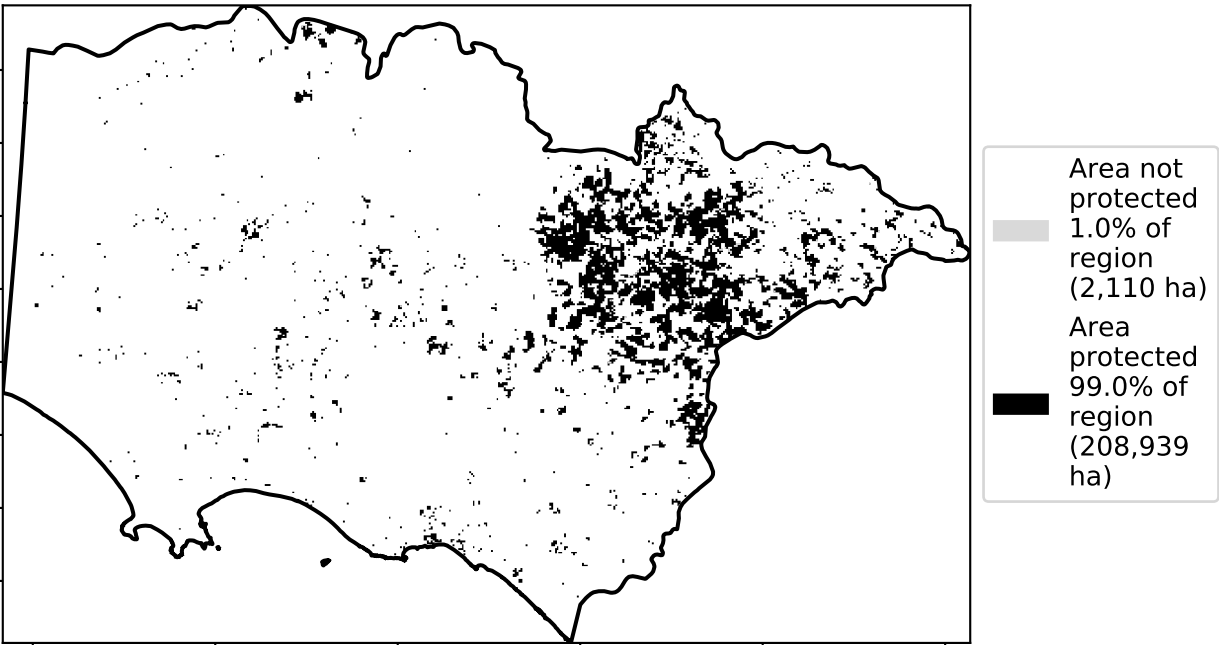 Area not
protected
1.0% of
region
(2,110 ha)
Area
protected
99.0% of
region
(208,939
ha)